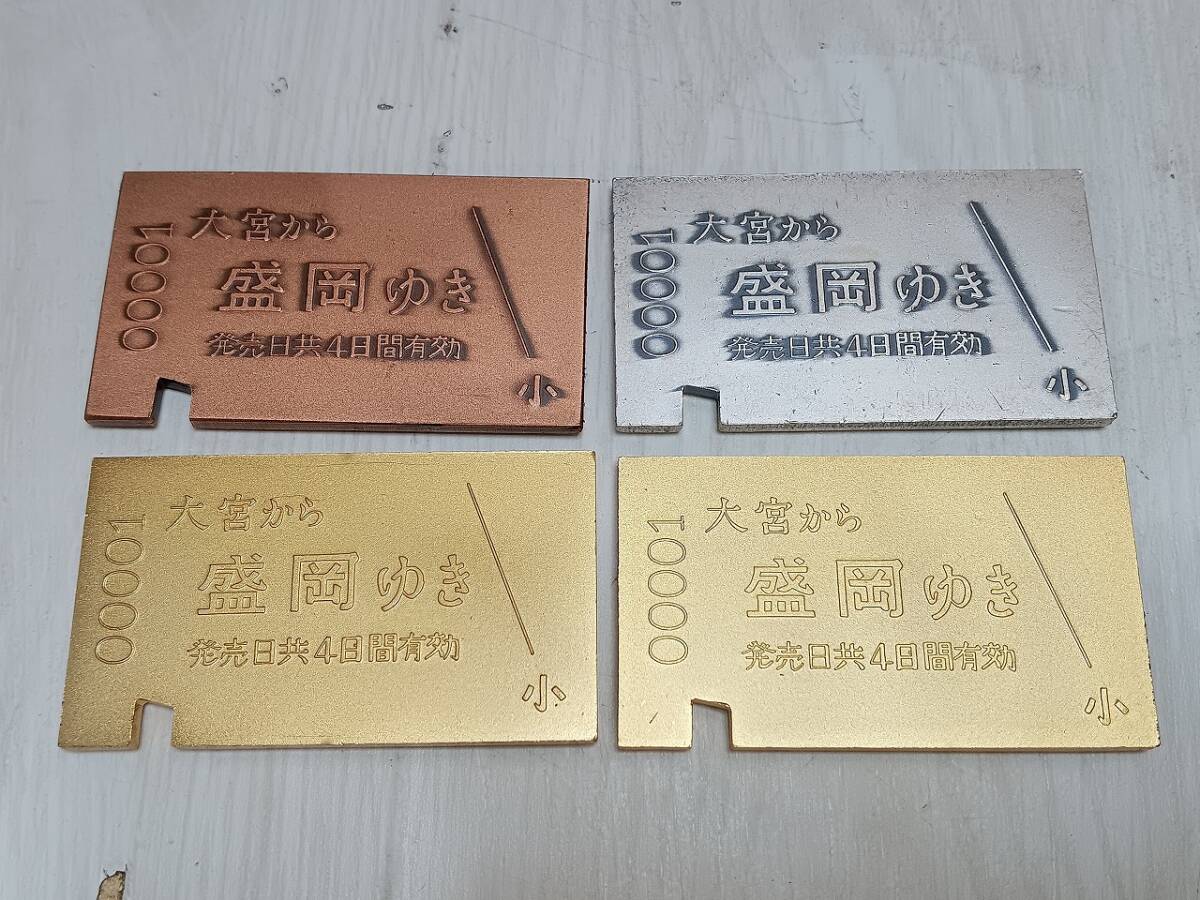 00001
大宮から
盛岡ゆき
発売日共4日間有効
小
00001
大宮から
盛岡ゆき
発売日共4日間有効
小
00001
大宮から
盛岡ゆき
発売日共4日間有効
小
00001
大宮から
盛岡ゆき
発売日共4日間有効
小